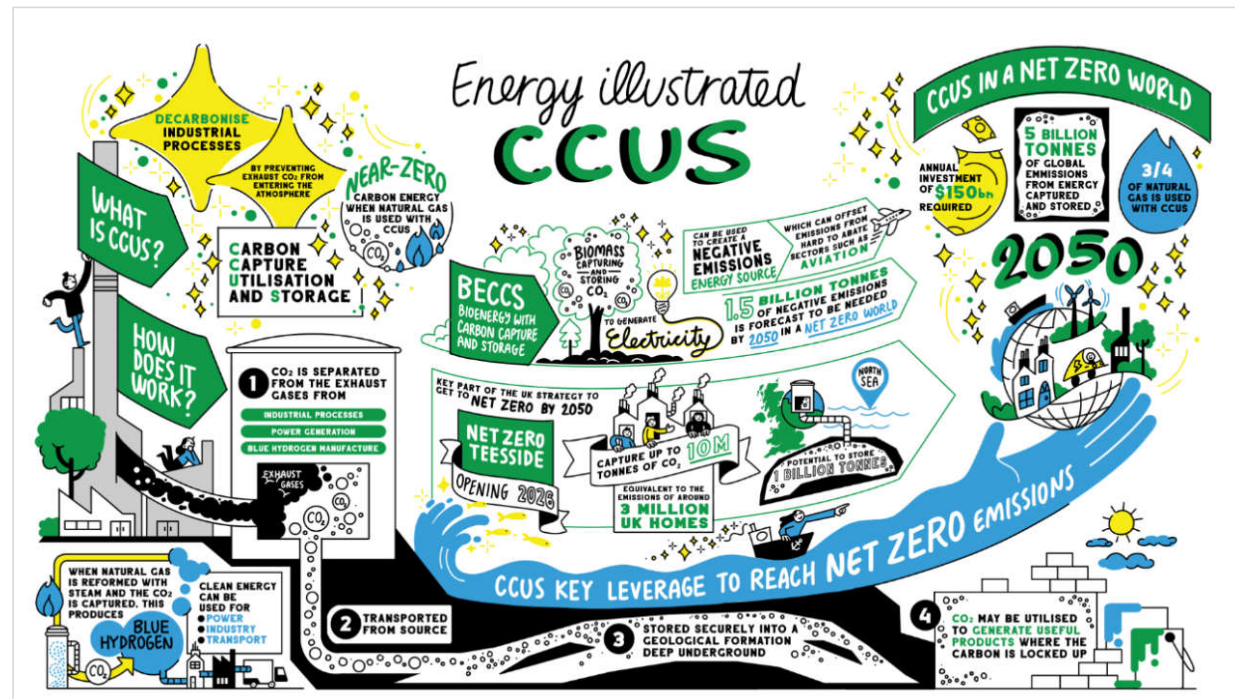 Energy illustrated
CCUS
WHAT
IS CCUS?
DECARBONISE
INDUSTRIAL
PROCESSES
BY PREVENTING
EXHAUST CO₂ FROM
ENTERING THE
ATMOSPHERE
NEAR-ZERO
CARBON ENERGY
WHEN NATURAL GAS
IS USED WITH
CCUS
CO₂
CARBON
CAPTURE
UTILISATION
AND STORAGE
HOW
DOES IT
WORK?
1
CO₂ IS SEPARATED
FROM THE EXHAUST
GASES FROM
INDUSTRIAL PROCESSES
POWER GENERATION
BLUE HYDROGEN MANUFACTURE
EXHAUST
GASES
CO₂
CO₂
WHEN NATURAL GAS
IS REFORMED WITH
STEAM AND THE CO₂
IS CAPTURED. THIS
PRODUCES
BLUE
HYDROGEN
CO₂
CLEAN ENERGY
CAN BE
USED FOR
• POWER
• INDUSTRY
• TRANSPORT
2
TRANSPORTED
FROM SOURCE
3
STORED SECURELY INTO A
GEOLOGICAL FORMATION
DEEP UNDERGROUND
4
CO₂ MAY BE UTILISED
TO GENERATE USEFUL
PRODUCTS WHERE THE
CARBON IS LOCKED UP
BECCS
BIOENERGY WITH
CARBON CAPTURE
AND STORAGE
BIOMASS
CAPTURING
AND
STORING
CO₂
CO₂
CO₂
TO GENERATE
Electricity
CAN BE USED
TO CREATE A
NEGATIVE
EMISSIONS
ENERGY SOURCE
WHICH CAN OFFSET
EMISSIONS FROM
HARD TO ABATE
SECTORS SUCH AS
AVIATION
1.5 BILLION TONNES
OF NEGATIVE EMISSIONS
IS FORECAST TO BE NEEDED
BY 2050 IN A NET ZERO WORLD
KEY PART OF THE UK STRATEGY TO
GET TO NET ZERO BY 2050
NET ZERO
TEESSIDE
OPENING 2026
CAPTURE UP TO 10M
TONNES OF CO₂
EQUIVALENT TO THE
EMISSIONS OF AROUND
3 MILLION
UK HOMES
NORTH
SEA
POTENTIAL TO STORE
1 BILLION TONNES
CCUS KEY LEVERAGE TO REACH NET ZERO EMISSIONS
CCUS IN A NET ZERO WORLD
ANNUAL
INVESTMENT
OF $150bn
REQUIRED
5 BILLION
TONNES
OF GLOBAL
EMMISSIONS
FROM ENERGY
CAPTURED
AND STORED
3/4
OF NATURAL
GAS IS USED
WITH CCUS
2050